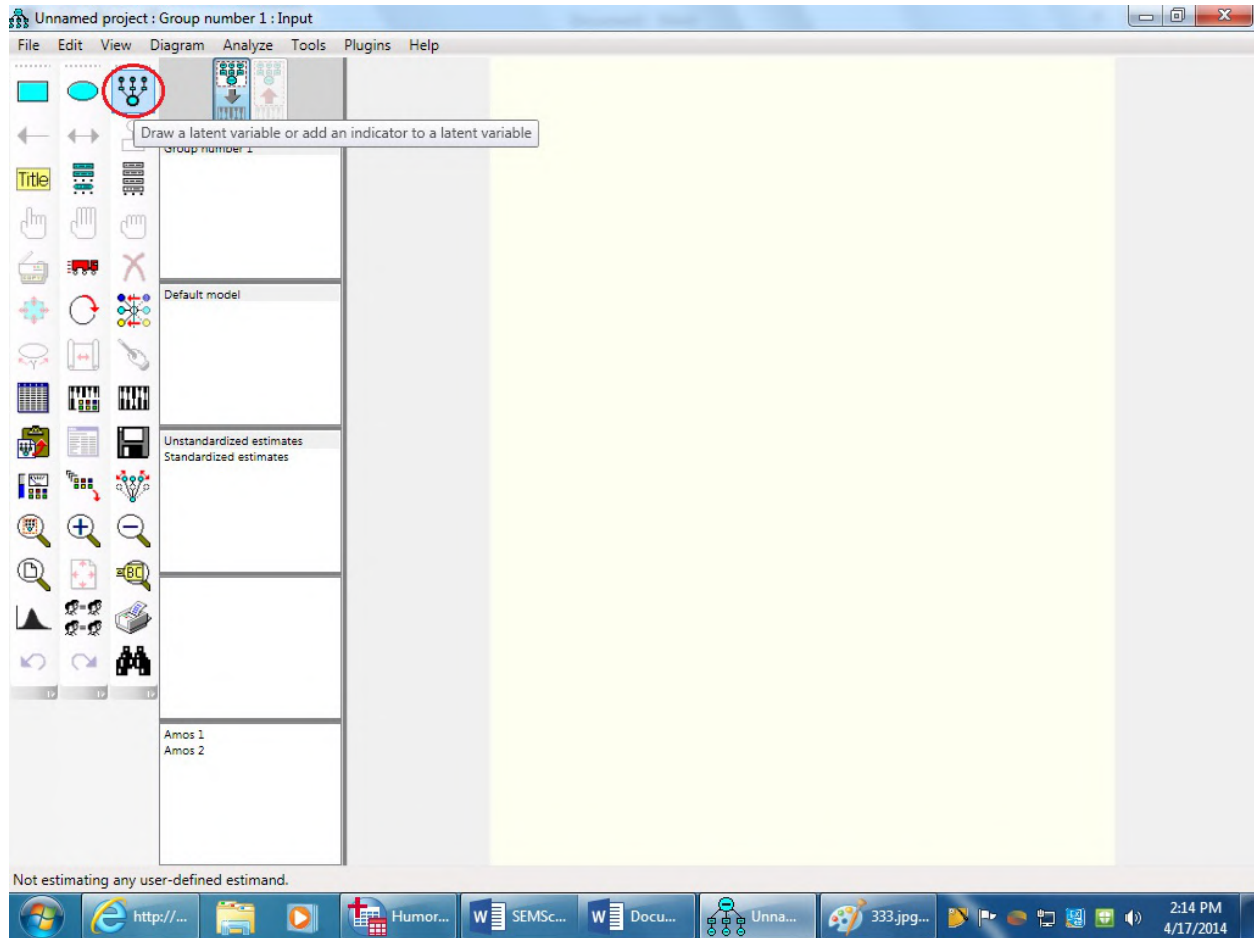 Unnamed project : Group number 1 : Input
File Edit View Diagram Analyze Tools Plugins Help
Draw a latent variable or add an indicator to a latent variable
Group number 1
Title
Default model
Unstandardized estimates
Standardized estimates
Amos 1
Amos 2
Not estimating any user-defined estimand.
http://... Humor... SEMSc... Docu... Unna... 333.jpg... 2:14 PM
4/17/2014